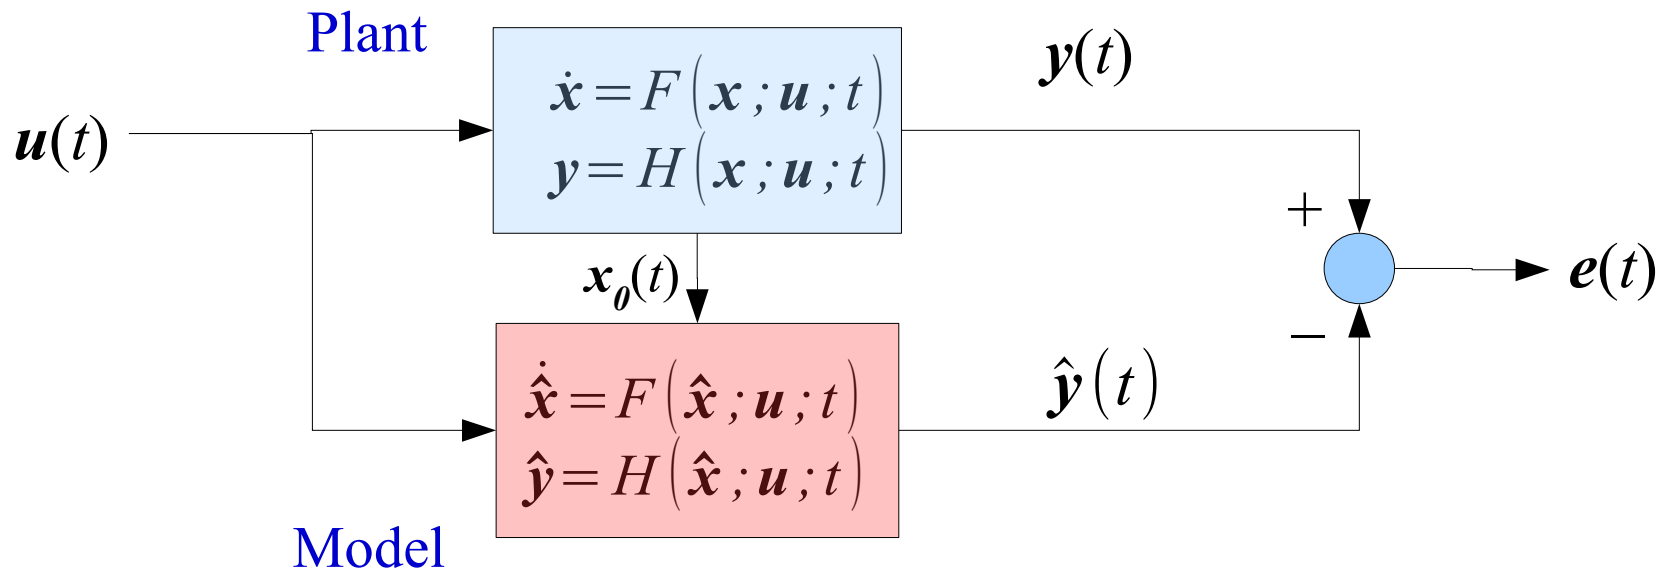 Plant
ẋ = F(x ; u ; t)
y = H(x ; u ; t)
y(t)
u(t)
+
x₀(t)
e(t)
−
x̂̇ = F(x̂ ; u ; t)
ŷ = H(x̂ ; u ; t)
ŷ(t)
Model